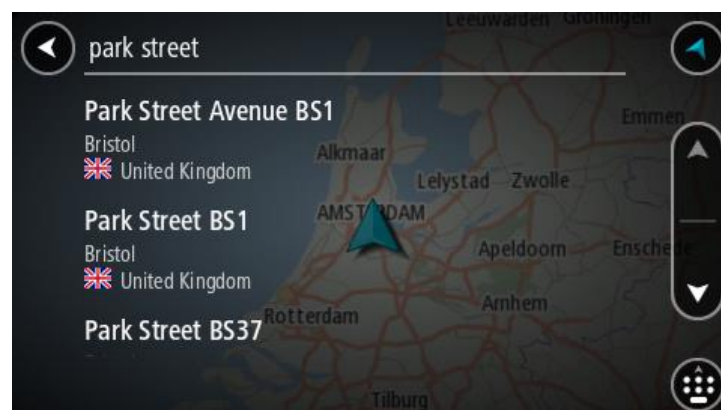 Leeuwarden Groningen
park street
Park Street Avenue BS1
Bristol
United Kingdom
Emmen
Alkmaar
Lelystad Zwolle
Park Street BS1
AMSTERDAM
Bristol
United Kingdom
Apeldoorn Enschede
Arnhem
Rotterdam
Park Street BS37
Tilburg